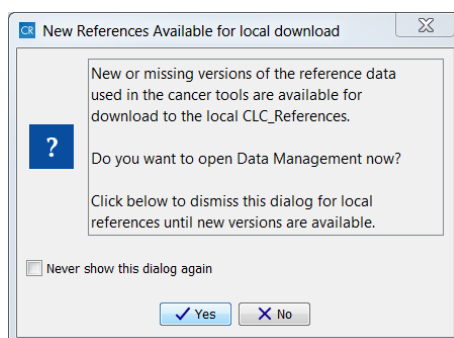 CR New References Available for local download
New or missing versions of the reference data
used in the cancer tools are available for
download to the local CLC_References.
?
Do you want to open Data Management now?
Click below to dismiss this dialog for local
references until new versions are available.
Never show this dialog again
Yes No